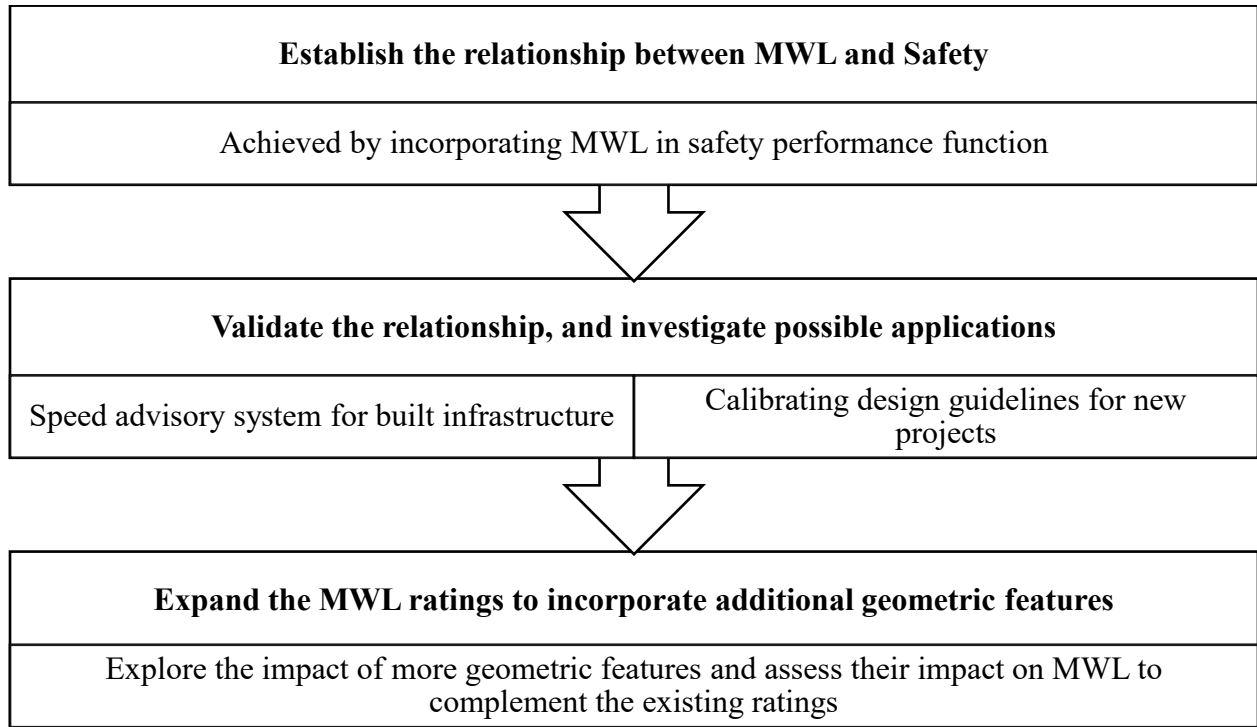 Establish the relationship between MWL and Safety
Achieved by incorporating MWL in safety performance function
Validate the relationship, and investigate possible applications
Speed advisory system for built infrastructure
Calibrating design guidelines for new
projects
Expand the MWL ratings to incorporate additional geometric features
Explore the impact of more geometric features and assess their impact on MWL to
complement the existing ratings